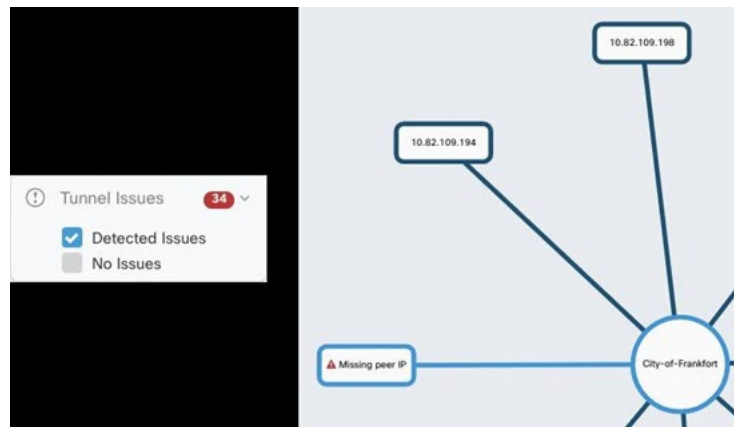 Tunnel Issues 34
Detected Issues
No Issues
10.82.109.198
10.82.109.194
Missing peer IP
City-of-Frankfort